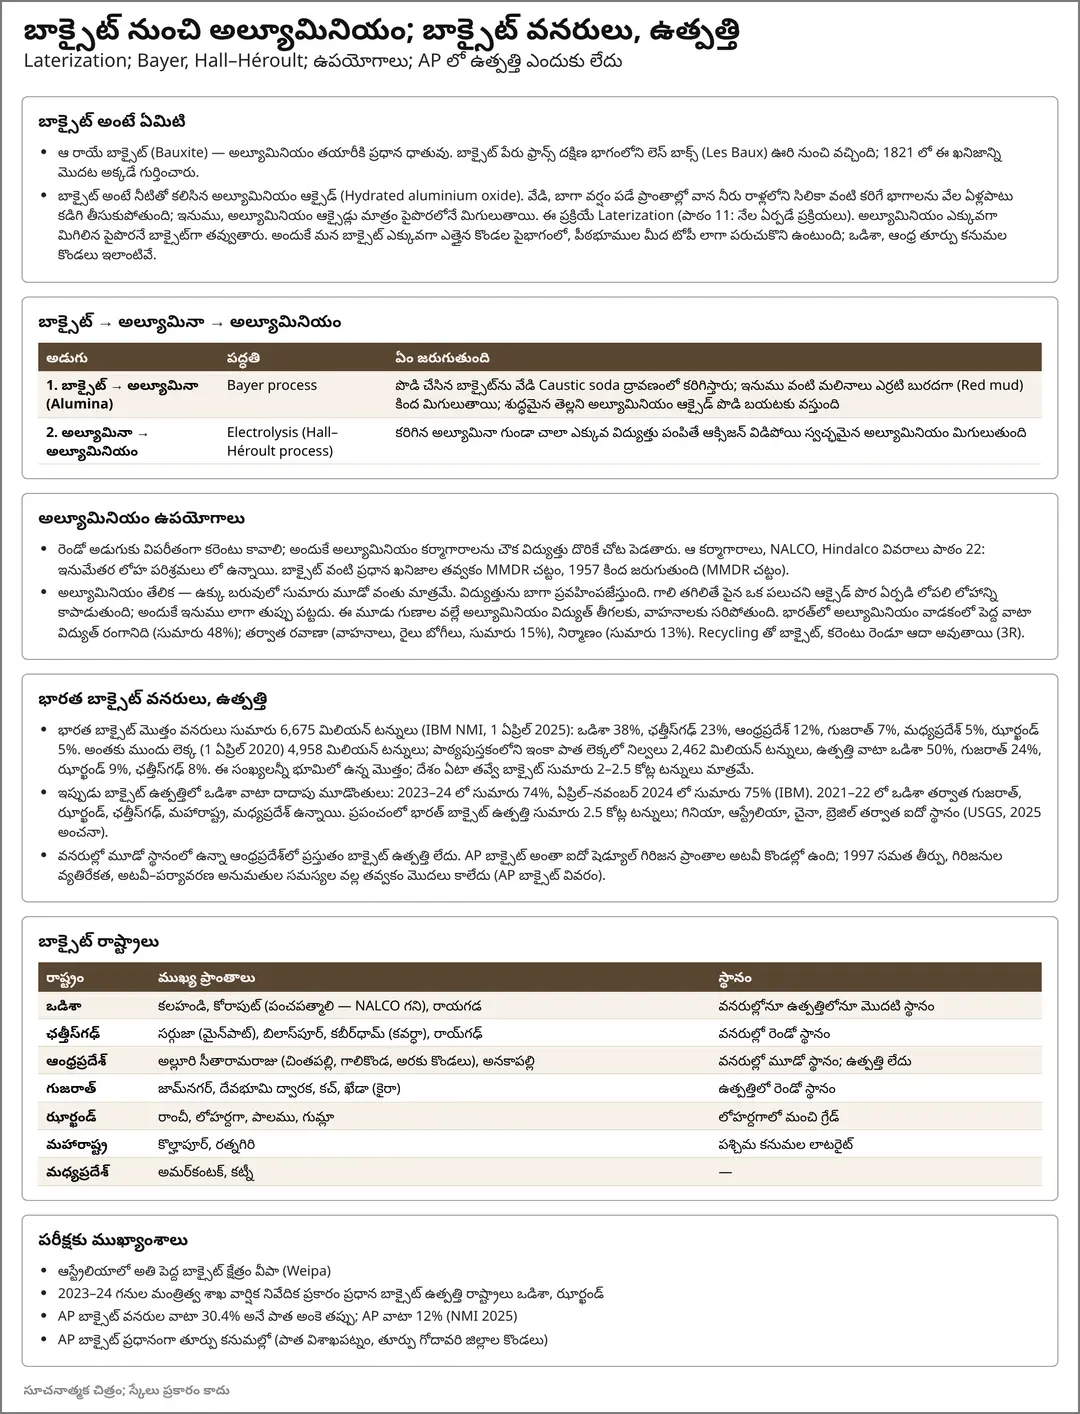 బాక్సైట్ నుంచి అల్యూమినియం; బాక్సైట్ వనరులు, ఉత్పత్తి
Laterization; Bayer, Hall–Héroult; ఉపయోగాలు; AP లో ఉత్పత్తి ఎందుకు లేదు
బాక్సైట్ అంటే ఏమిటి
• ఆ రాయే బాక్సైట్ (Bauxite) — అల్యూమినియం తయారీకి ప్రధాన ధాతువు. బాక్సైట్ పేరు ఫ్రాన్స్ దక్షిణ భాగంలోని లెస్ బాక్స్ (Les Baux) ఊరి నుంచి వచ్చింది; 1821 లో ఈ ఖనిజాన్ని
మొదట అక్కడే గుర్తించారు.
• బాక్సైట్ అంటే నీటితో కలిసిన అల్యూమినియం ఆక్సైడ్ (Hydrated aluminium oxide). వేడి, బాగా వర్షం పడే ప్రాంతాల్లో వాన నీరు రాళ్లలోని సిలికా వంటి కరిగే భాగాలను వేల ఏళ్లపాటు
కడిగి తీసుకుపోతుంది; ఇనుము, అల్యూమినియం ఆక్సైడ్లు మాత్రం పైపొరలోనే మిగులుతాయి. ఈ ప్రక్రియే Laterization (పాఠం 11: నేల ఏర్పడే ప్రక్రియలు). అల్యూమినియం ఎక్కువగా
మిగిలిన పైపొరనే బాక్సైట్‌గా తవ్వుతారు. అందుకే మన బాక్సైట్ ఎక్కువగా ఎత్తైన కొండల పైభాగంలో, పీఠభూముల మీద టోపీ లాగా పరుచుకొని ఉంటుంది; ఒడిశా, ఆంధ్ర తూర్పు కనుమల
కొండలు ఇలాంటివే.
బాక్సైట్ → అల్యూమినా → అల్యూమినియం
అడుగు పద్ధతి ఏం జరుగుతుంది
1. బాక్సైట్ → అల్యూమినా Bayer process పొడి చేసిన బాక్సైట్‌ను వేడి Caustic soda ద్రావణంలో కరిగిస్తారు; ఇనుము వంటి మలినాలు ఎర్రటి బురదగా (Red mud)
(Alumina) కింద మిగులుతాయి; శుద్ధమైన తెల్లని అల్యూమినియం ఆక్సైడ్ పొడి బయటకు వస్తుంది
2. అల్యూమినా → Electrolysis (Hall– కరిగిన అల్యూమినా గుండా చాలా ఎక్కువ విద్యుత్తు పంపితే ఆక్సిజన్ విడిపోయి స్వచ్ఛమైన అల్యూమినియం మిగులుతుంది
అల్యూమినియం Héroult process)
అల్యూమినియం ఉపయోగాలు
• రెండో అడుగుకు విపరీతంగా కరెంటు కావాలి; అందుకే అల్యూమినియం కర్మాగారాలను చౌక విద్యుత్తు దొరికే చోట పెడతారు. ఆ కర్మాగారాలు, NALCO, Hindalco వివరాలు పాఠం 22:
ఇనుమేతర లోహ పరిశ్రమలు లో ఉన్నాయి. బాక్సైట్ వంటి ప్రధాన ఖనిజాల తవ్వకం MMDR చట్టం, 1957 కింద జరుగుతుంది (MMDR చట్టం).
• అల్యూమినియం తేలిక — ఉక్కు బరువులో సుమారు మూడో వంతు మాత్రమే. విద్యుత్తును బాగా ప్రవహింపజేస్తుంది. గాలి తగిలితే పైన ఒక పలుచని ఆక్సైడ్ పొర ఏర్పడి లోపలి లోహాన్ని
కాపాడుతుంది; అందుకే ఇనుము లాగా తుప్పు పట్టదు. ఈ మూడు గుణాల వల్లే అల్యూమినియం విద్యుత్ తీగలకు, వాహనాలకు సరిపోతుంది. భారత్‌లో అల్యూమినియం వాడకంలో పెద్ద వాటా
విద్యుత్ రంగానిది (సుమారు 48%); తర్వాత రవాణా (వాహనాలు, రైలు బోగీలు, సుమారు 15%), నిర్మాణం (సుమారు 13%). Recycling తో బాక్సైట్, కరెంటు రెండూ ఆదా అవుతాయి (3R).
భారత బాక్సైట్ వనరులు, ఉత్పత్తి
• భారత బాక్సైట్ మొత్తం వనరులు సుమారు 6,675 మిలియన్ టన్నులు (IBM NMI, 1 ఏప్రిల్ 2025): ఒడిశా 38%, ఛత్తీస్‌గఢ్ 23%, ఆంధ్రప్రదేశ్ 12%, గుజరాత్ 7%, మధ్యప్రదేశ్ 5%, ఝార్ఖండ్
5%. అంతకు ముందు లెక్క (1 ఏప్రిల్ 2020) 4,958 మిలియన్ టన్నులు; పాఠ్యపుస్తకంలోని ఇంకా పాత లెక్కలో నిల్వలు 2,462 మిలియన్ టన్నులు, ఉత్పత్తి వాటా ఒడిశా 50%, గుజరాత్ 24%,
ఝార్ఖండ్ 9%, ఛత్తీస్‌గఢ్ 8%. ఈ సంఖ్యలన్నీ భూమిలో ఉన్న మొత్తం; దేశం ఏటా తవ్వే బాక్సైట్ సుమారు 2–2.5 కోట్ల టన్నులు మాత్రమే.
• ఇప్పుడు బాక్సైట్ ఉత్పత్తిలో ఒడిశా వాటా దాదాపు మూడొంతులు: 2023–24 లో సుమారు 74%, ఏప్రిల్–నవంబర్ 2024 లో సుమారు 75% (IBM). 2021–22 లో ఒడిశా తర్వాత గుజరాత్,
ఝార్ఖండ్, ఛత్తీస్‌గఢ్, మహారాష్ట్ర, మధ్యప్రదేశ్ ఉన్నాయి. ప్రపంచంలో భారత్ బాక్సైట్ ఉత్పత్తి సుమారు 2.5 కోట్ల టన్నులు; గినియా, ఆస్ట్రేలియా, చైనా, బ్రెజిల్ తర్వాత ఐదో స్థానం (USGS, 2025
అంచనా).
• వనరుల్లో మూడో స్థానంలో ఉన్నా ఆంధ్రప్రదేశ్‌లో ప్రస్తుతం బాక్సైట్ ఉత్పత్తి లేదు. AP బాక్సైట్ అంతా ఐదో షెడ్యూల్ గిరిజన ప్రాంతాల అటవీ కొండల్లో ఉంది; 1997 సమత తీర్పు, గిరిజనుల
వ్యతిరేకత, అటవీ–పర్యావరణ అనుమతుల సమస్యల వల్ల తవ్వకం మొదలు కాలేదు (AP బాక్సైట్ వివరం).
బాక్సైట్ రాష్ట్రాలు
రాష్ట్రం ముఖ్య ప్రాంతాలు స్థానం
ఒడిశా కలహండి, కోరాపుట్ (పంచపత్మాలి — NALCO గని), రాయగడ వనరుల్లోనూ ఉత్పత్తిలోనూ మొదటి స్థానం
ఛత్తీస్‌గఢ్ సర్గుజా (మైన్‌పాట్), బిలాస్‌పూర్, కబీర్‌ధామ్ (కవర్ధా), రాయ్‌గఢ్ వనరుల్లో రెండో స్థానం
ఆంధ్రప్రదేశ్ అల్లూరి సీతారామరాజు (చింతపల్లి, గాలికొండ, అరకు కొండలు), అనకాపల్లి వనరుల్లో మూడో స్థానం; ఉత్పత్తి లేదు
గుజరాత్ జామ్‌నగర్, దేవభూమి ద్వారక, కచ్, ఖేడా (కైరా) ఉత్పత్తిలో రెండో స్థానం
ఝార్ఖండ్ రాంచీ, లోహర్దగా, పాలము, గుమ్లా లోహర్దగాలో మంచి గ్రేడ్
మహారాష్ట్ర కొల్హాపూర్, రత్నగిరి పశ్చిమ కనుమల లాటరైట్
మధ్యప్రదేశ్ అమర్‌కంటక్, కట్నీ —
పరీక్షకు ముఖ్యాంశాలు
• ఆస్ట్రేలియాలో అతి పెద్ద బాక్సైట్ క్షేత్రం వీపా (Weipa)
• 2023–24 గనుల మంత్రిత్వ శాఖ వార్షిక నివేదిక ప్రకారం ప్రధాన బాక్సైట్ ఉత్పత్తి రాష్ట్రాలు ఒడిశా, ఝార్ఖండ్
• AP బాక్సైట్ వనరుల వాటా 30.4% అనే పాత అంకె తప్పు; AP వాటా 12% (NMI 2025)
• AP బాక్సైట్ ప్రధానంగా తూర్పు కనుమల్లో (పాత విశాఖపట్నం, తూర్పు గోదావరి జిల్లాల కొండలు)
సూచనాత్మక చిత్రం; స్కేలు ప్రకారం కాదు